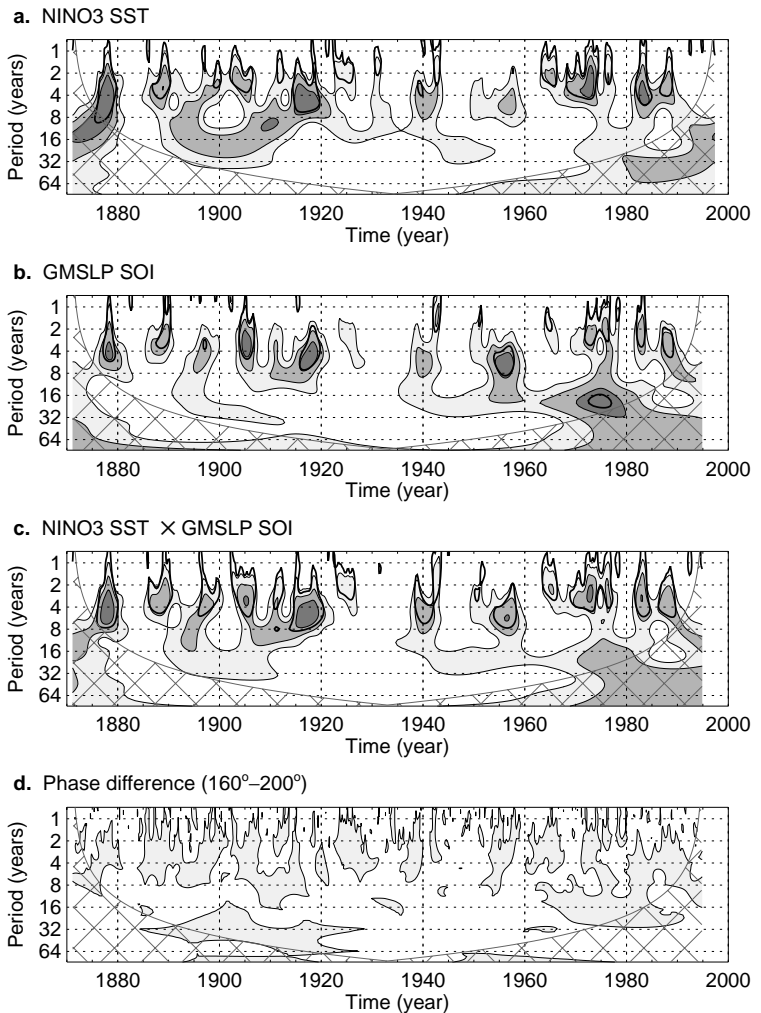 a. NINO3 SST
Period (years)
1
2
4
8
16
32
64
1880 1900 1920 1940 1960 1980 2000
Time (year)
b. GMSLP SOI
Period (years)
1
2
4
8
16
32
64
1880 1900 1920 1940 1960 1980 2000
Time (year)
c. NINO3 SST × GMSLP SOI
Period (years)
1
2
4
8
16
32
64
1880 1900 1920 1940 1960 1980 2000
Time (year)
d. Phase difference (160°–200°)
Period (years)
1
2
4
8
16
32
64
1880 1900 1920 1940 1960 1980 2000
Time (year)